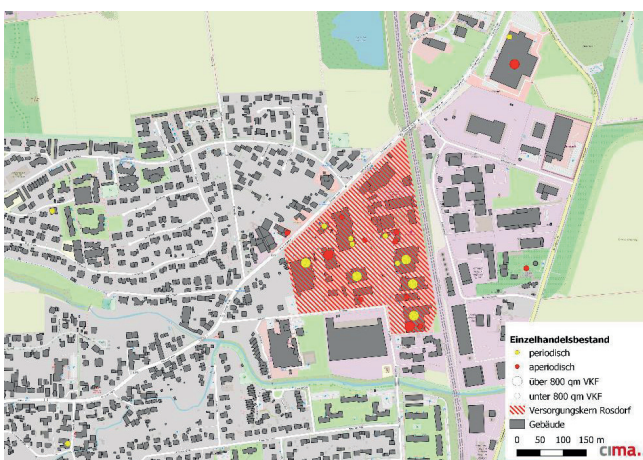 Einzelhandelsbestand
periodisch
aperiodisch
über 800 qm VKF
unter 800 qm VKF
Versorgungskern Rosdorf
Gebäude
0 50 100 150 m
cima.